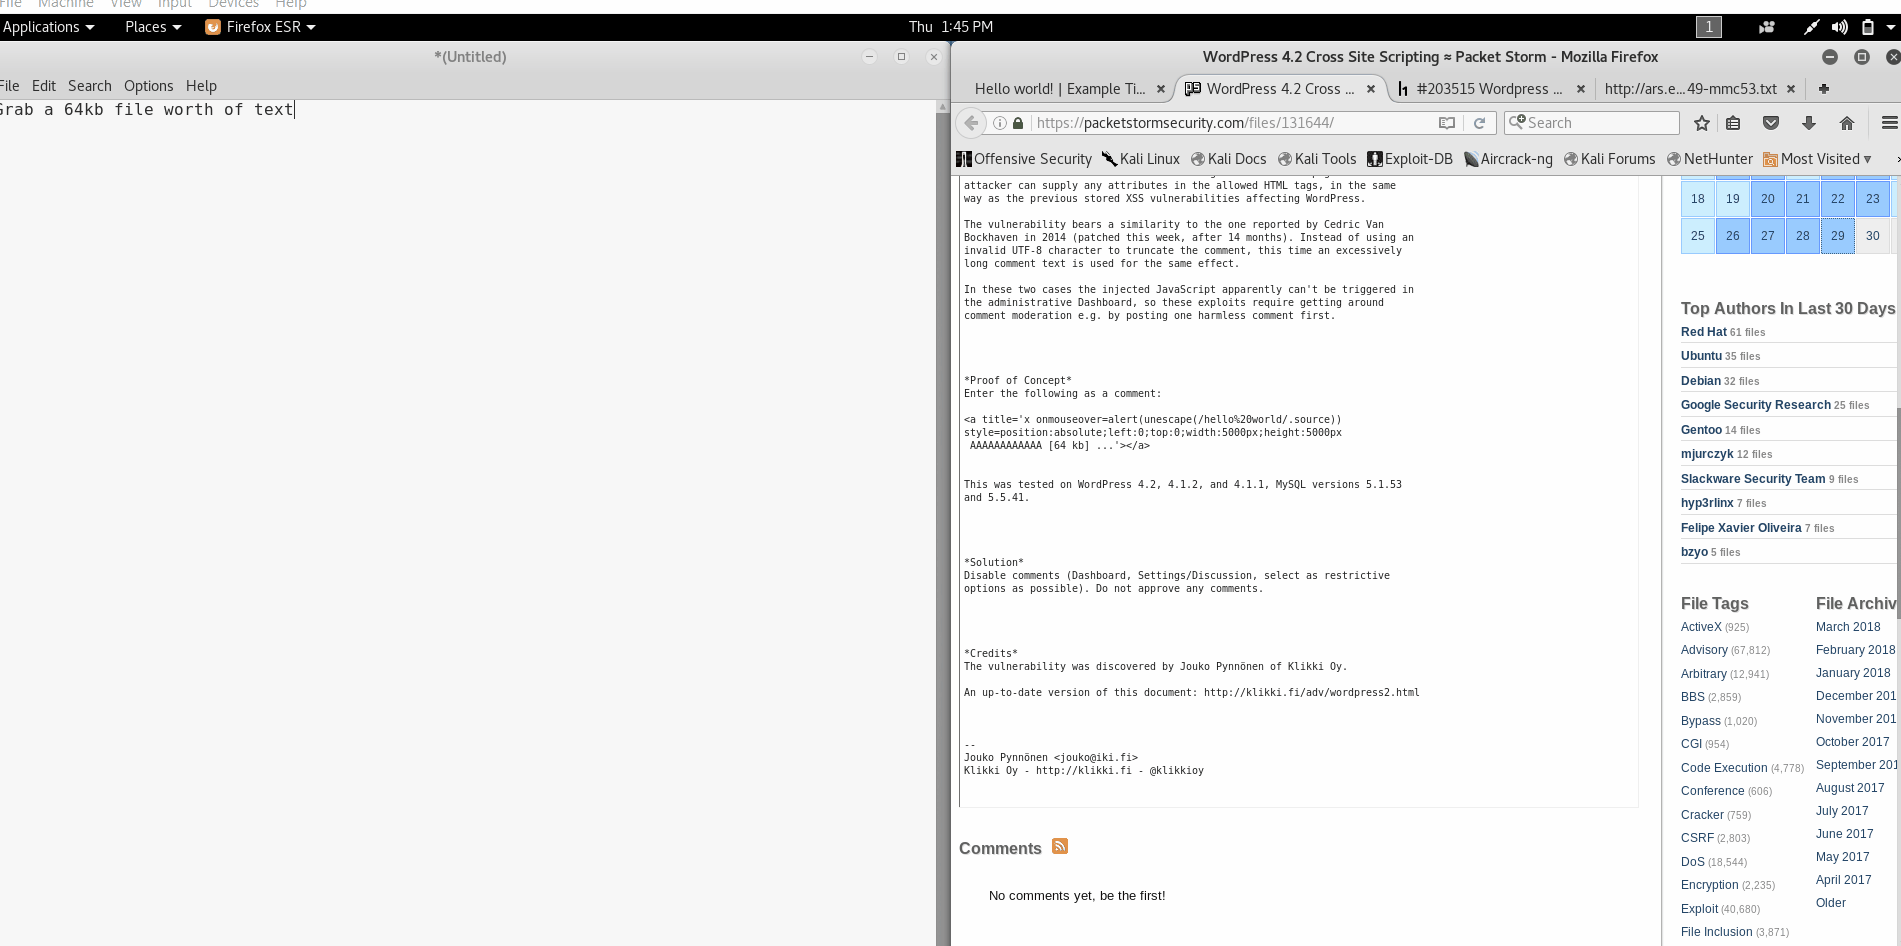 File Machine View Input Devices Help
Applications Places Firefox ESR Thu 1:45 PM 1
*(Untitled)
File Edit Search Options Help
Grab a 64kb file worth of text
WordPress 4.2 Cross Site Scripting ≈ Packet Storm - Mozilla Firefox
Hello world! | Example Ti... × WordPress 4.2 Cross ... × #203515 Wordpress ... × http://ars.e...49-mmc53.txt ×
https://packetstormsecurity.com/files/131644/ Search
Offensive Security Kali Linux Kali Docs Kali Tools Exploit-DB Aircrack-ng Kali Forums NetHunter Most Visited
attacker can supply any attributes in the allowed HTML tags, in the same
way as the previous stored XSS vulnerabilities affecting WordPress.
The vulnerability bears a similarity to the one reported by Cedric Van
Bockhaven in 2014 (patched this week, after 14 months). Instead of using an
invalid UTF-8 character to truncate the comment, this time an excessively
long comment text is used for the same effect.
In these two cases the injected JavaScript apparently can't be triggered in
the administrative Dashboard, so these exploits require getting around
comment moderation e.g. by posting one harmless comment first.
*Proof of Concept*
Enter the following as a comment:
<a title='x onmouseover=alert(unescape(/hello%20world/.source))
style=position:absolute;left:0;top:0;width:5000px;height:5000px
AAAAAAAAAAAA [64 kb] ...'></a>
This was tested on WordPress 4.2, 4.1.2, and 4.1.1, MySQL versions 5.1.53
and 5.5.41.
*Solution*
Disable comments (Dashboard, Settings/Discussion, select as restrictive
options as possible). Do not approve any comments.
*Credits*
The vulnerability was discovered by Jouko Pynnönen of Klikki Oy.
An up-to-date version of this document: http://klikki.fi/adv/wordpress2.html
--
Jouko Pynnönen <jouko@iki.fi>
Klikki Oy - http://klikki.fi - @klikkioy
Comments
No comments yet, be the first!
18 19 20 21 22 23
25 26 27 28 29 30
Top Authors In Last 30 Days
Red Hat 61 files
Ubuntu 35 files
Debian 32 files
Google Security Research 25 files
Gentoo 14 files
mjurczyk 12 files
Slackware Security Team 9 files
hyp3rlinx 7 files
Felipe Xavier Oliveira 7 files
bzyo 5 files
File Tags
ActiveX (925)
Advisory (67,812)
Arbitrary (12,941)
BBS (2,859)
Bypass (1,020)
CGI (954)
Code Execution (4,778)
Conference (606)
Cracker (759)
CSRF (2,803)
DoS (18,544)
Encryption (2,235)
Exploit (40,680)
File Inclusion (3,871)
File Archiv
March 2018
February 2018
January 2018
December 201
November 201
October 2017
September 201
August 2017
July 2017
June 2017
May 2017
April 2017
Older